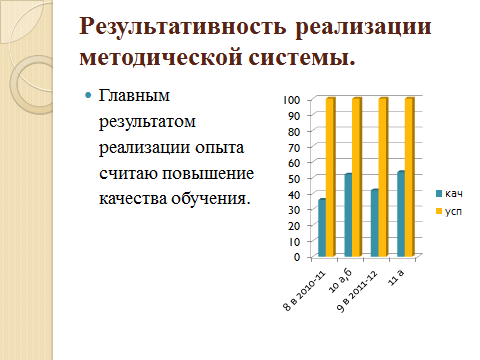 Результативность реализации
методической системы.
• Главным
результатом
реализации опыта
считаю повышение
качества обучения.
100
90
80
70
60
50
40
30
20
10
0
8 в 2010-11
10 а,б
9 в 2011-12
11 а
кач
усп